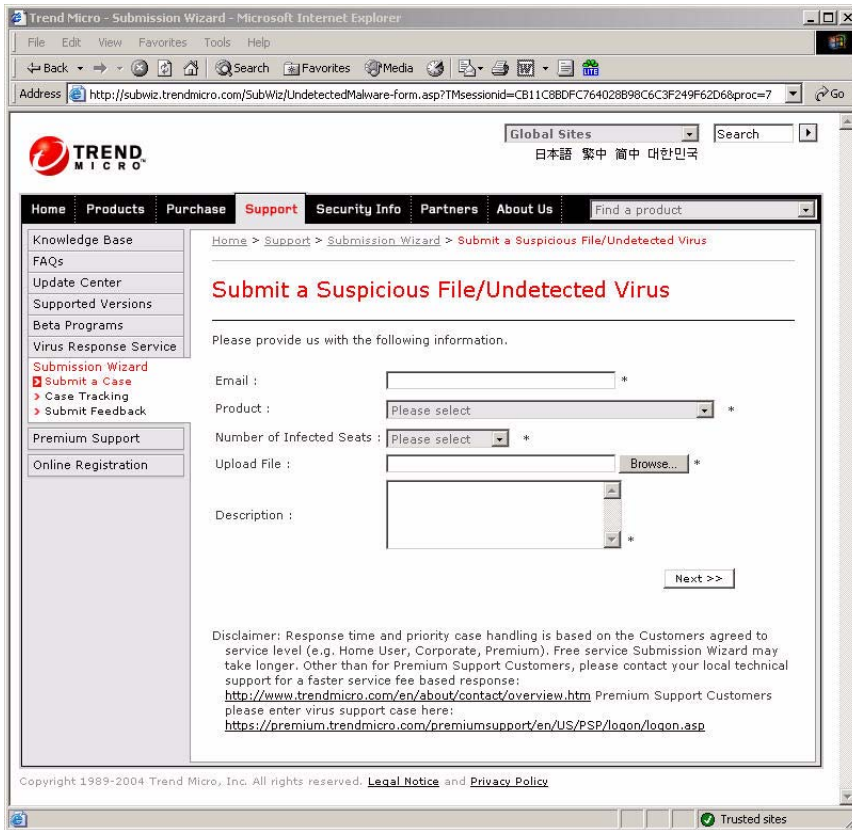 Trend Micro - Submission Wizard - Microsoft Internet Explorer
File Edit View Favorites Tools Help
Back Search Favorites Media
Address http://subwiz.trendmicro.com/SubWiz/UndetectedMalware-form.asp?TMsessionid=CB11C8BDFC764028B98C6C3F249F62D6&proc=7 Go
Global Sites Search
日本語 繁中 简中 대한민국
TREND
MICRO
Home Products Purchase Support Security Info Partners About Us Find a product
Knowledge Base
FAQs
Update Center
Supported Versions
Beta Programs
Virus Response Service
Submission Wizard
Submit a Case
> Case Tracking
> Submit Feedback
Premium Support
Online Registration
Home > Support > Submission Wizard > Submit a Suspicious File/Undetected Virus
Submit a Suspicious File/Undetected Virus
Please provide us with the following information.
Email : *
Product : Please select *
Number of Infected Seats : Please select *
Upload File : Browse... *
Description : *
Next >>
Disclaimer: Response time and priority case handling is based on the Customers agreed to
service level (e.g. Home User, Corporate, Premium). Free service Submission Wizard may
take longer. Other than for Premium Support Customers, please contact your local technical
support for a faster service fee based response:
http://www.trendmicro.com/en/about/contact/overview.htm Premium Support Customers
please enter virus support case here:
https://premium.trendmicro.com/premiumsupport/en/US/PSP/logon/logon.asp
Copyright 1989-2004 Trend Micro, Inc. All rights reserved. Legal Notice and Privacy Policy
Trusted sites